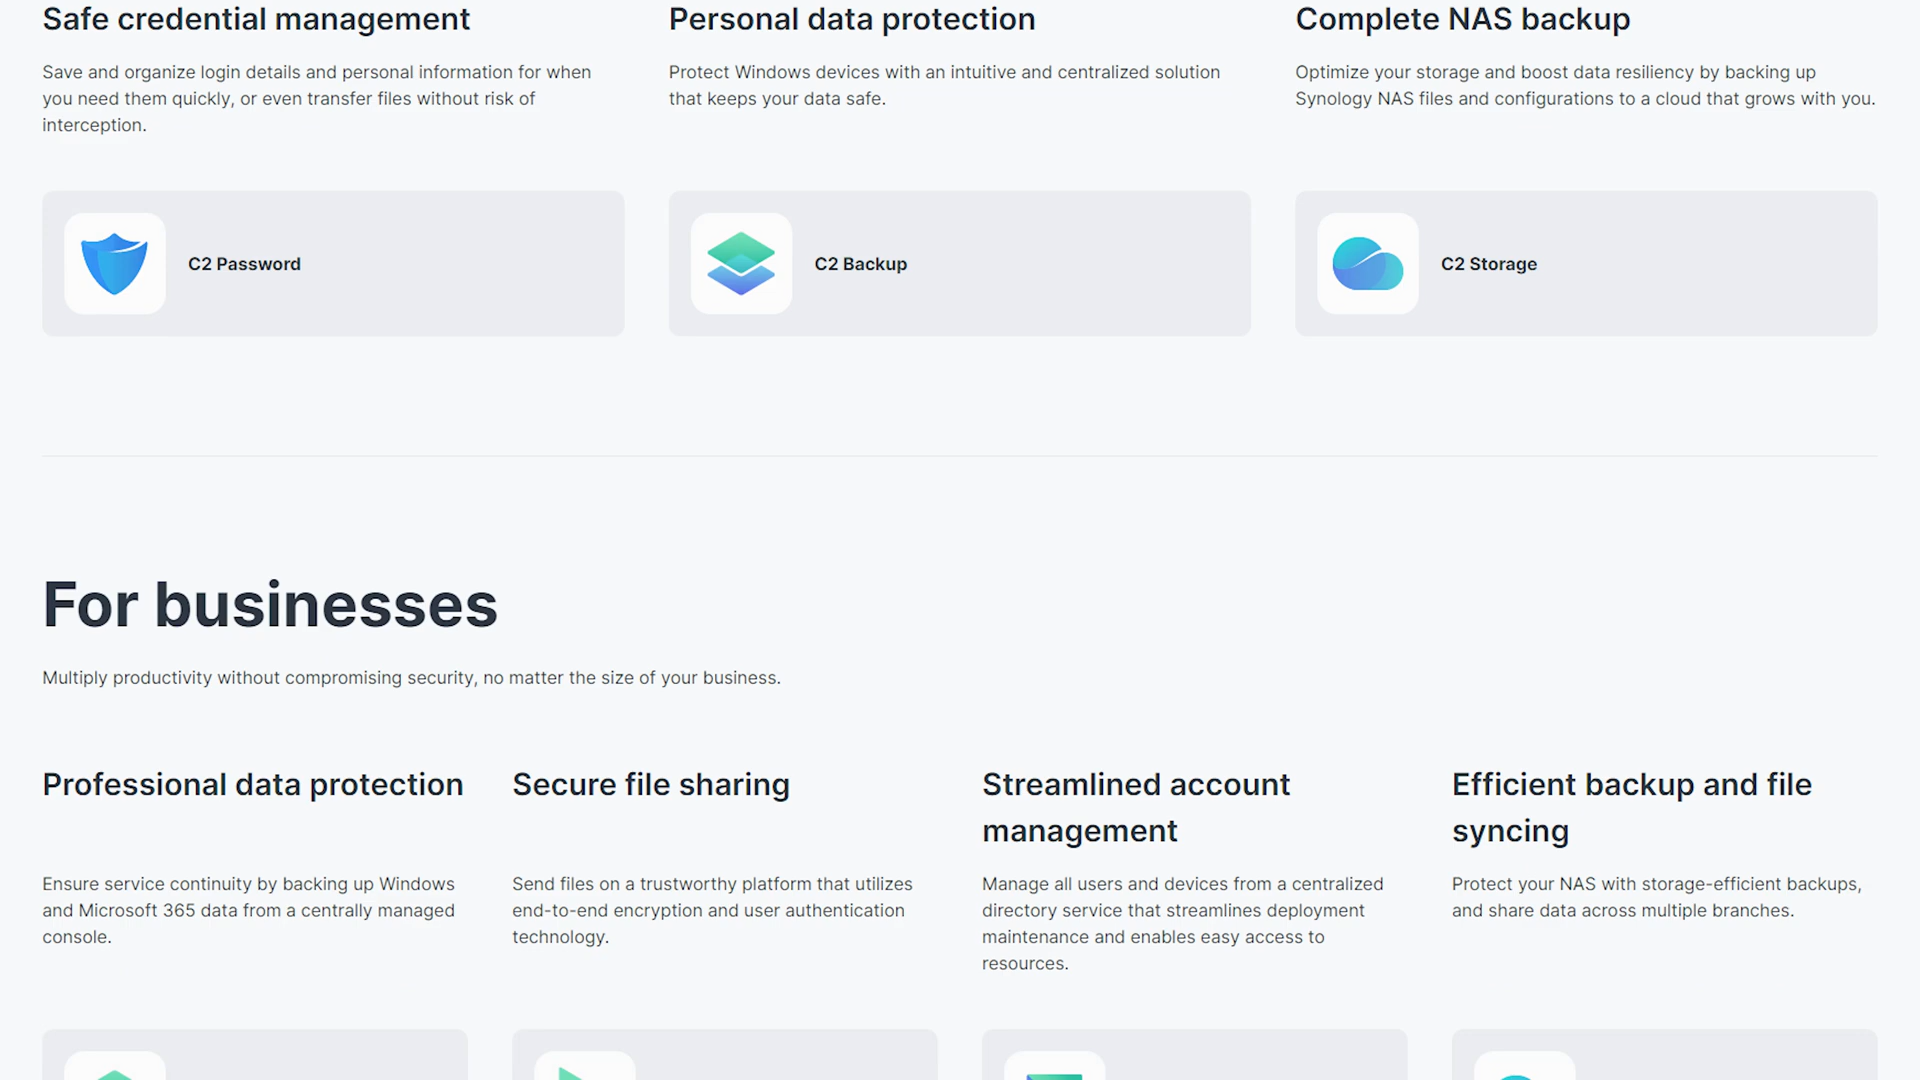 Safe credential management
Save and organize login details and personal information for when
you need them quickly, or even transfer files without risk of
interception.
C2 Password
Personal data protection
Protect Windows devices with an intuitive and centralized solution
that keeps your data safe.
C2 Backup
Complete NAS backup
Optimize your storage and boost data resiliency by backing up
Synology NAS files and configurations to a cloud that grows with you.
C2 Storage
For businesses
Multiply productivity without compromising security, no matter the size of your business.
Professional data protection
Ensure service continuity by backing up Windows
and Microsoft 365 data from a centrally managed
console.
Secure file sharing
Send files on a trustworthy platform that utilizes
end-to-end encryption and user authentication
technology.
Streamlined account
management
Manage all users and devices from a centralized
directory service that streamlines deployment
maintenance and enables easy access to
resources.
Efficient backup and file
syncing
Protect your NAS with storage-efficient backups,
and share data across multiple branches.